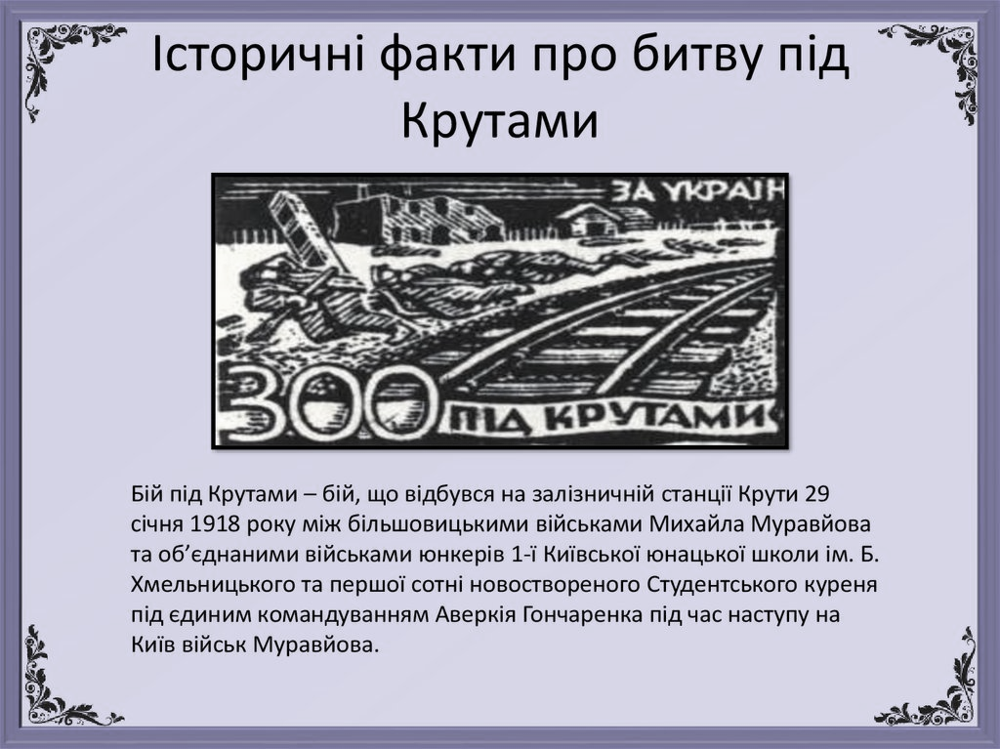 Історичні факти про битву під
Крутами
ЗА УКРАЇН
300 ПІД КРУТАМИ
Бій під Крутами – бій, що відбувся на залізничній станції Крути 29
січня 1918 року між більшовицькими військами Михайла Муравйова
та об’єднаними військами юнкерів 1-ї Київської юнацької школи ім. Б.
Хмельницького та першої сотні новоствореного Студентського куреня
під єдиним командуванням Аверкія Гончаренка під час наступу на
Київ військ Муравйова.